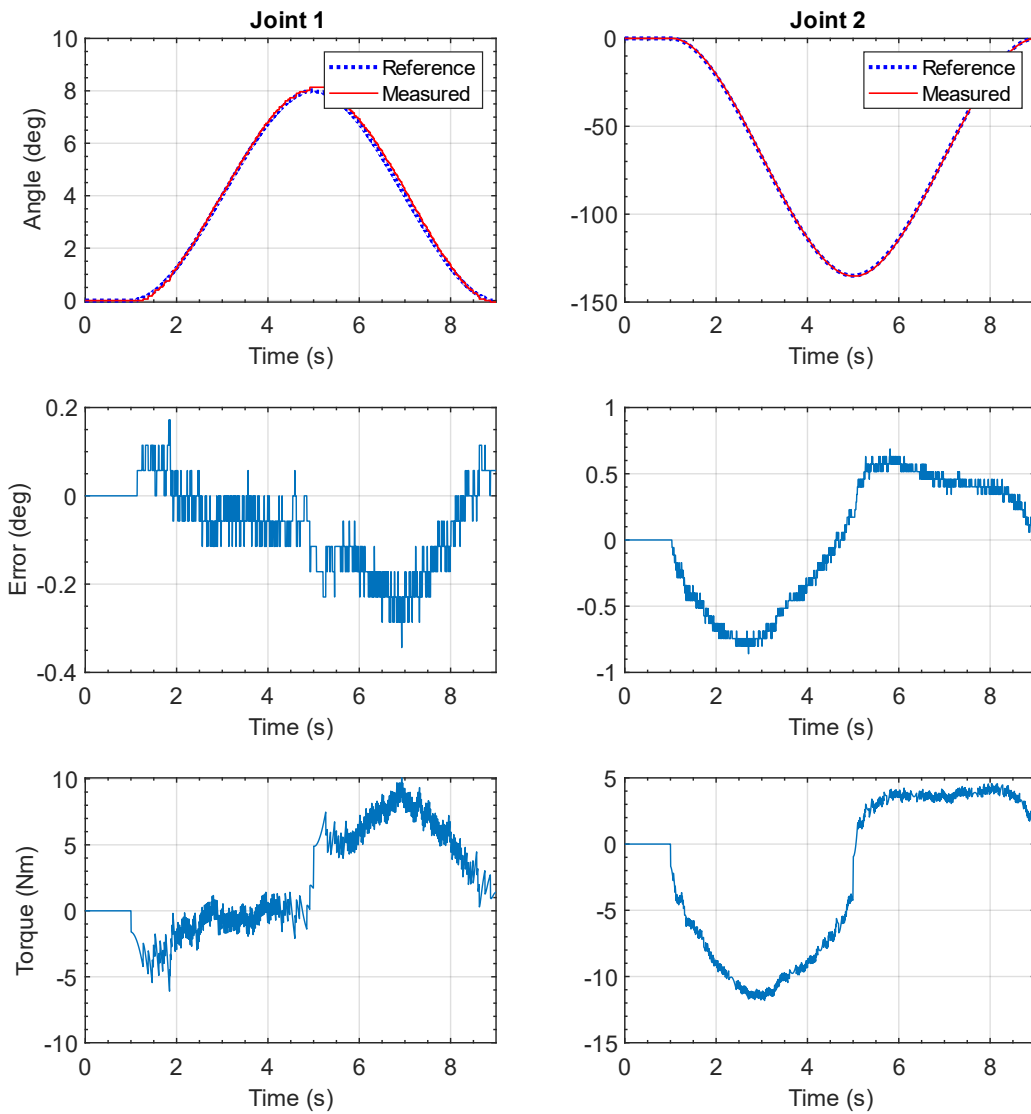 Joint 1
Joint 2
10
8
6
4
2
0
Angle (deg)
Reference
Measured
0 2 4 6 8
Time (s)
0
-50
-100
-150
Reference
Measured
0 2 4 6 8
Time (s)
0.2
0
-0.2
-0.4
Error (deg)
0 2 4 6 8
Time (s)
1
0.5
0
-0.5
-1
0 2 4 6 8
Time (s)
10
5
0
-5
-10
Torque (Nm)
0 2 4 6 8
Time (s)
5
0
-5
-10
-15
0 2 4 6 8
Time (s)